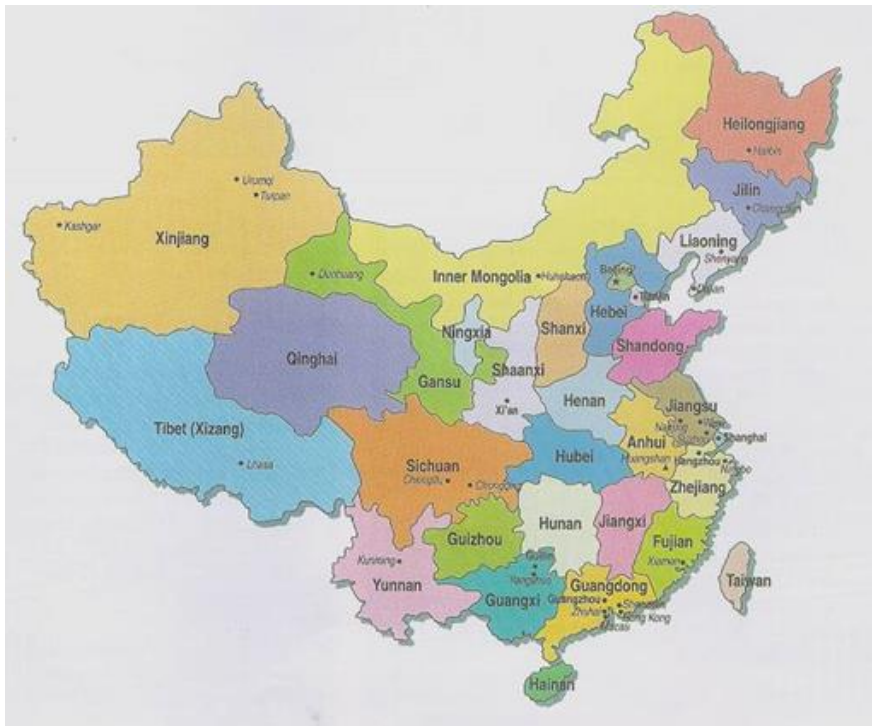 Heilongjiang
Harbin
Jilin
Changchun
Liaoning
Shenyang
Dalian
Urumqi
Turpan
Kashgar
Xinjiang
Dunhuang
Inner Mongolia
Beijing
Tianjin
Hebei
Ningxia
Shanxi
Shandong
Qinghai
Gansu
Shaanxi
Xi'an
Henan
Jiangsu
Nanjing
Wuxi
Suzhou
Shanghai
Tibet (Xizang)
Lhasa
Sichuan
Chengdu
Chongqing
Hubei
Anhui
Huangshan
Hangzhou
Ningbo
Zhejiang
Guizhou
Hunan
Jiangxi
Fujian
Xiamen
Kunming
Yunnan
Guilin
Yangshuo
Guangxi
Guangdong
Guangzhou
Shenzhen
Zhuhai
Hong Kong
Macau
Taiwan
Hainan